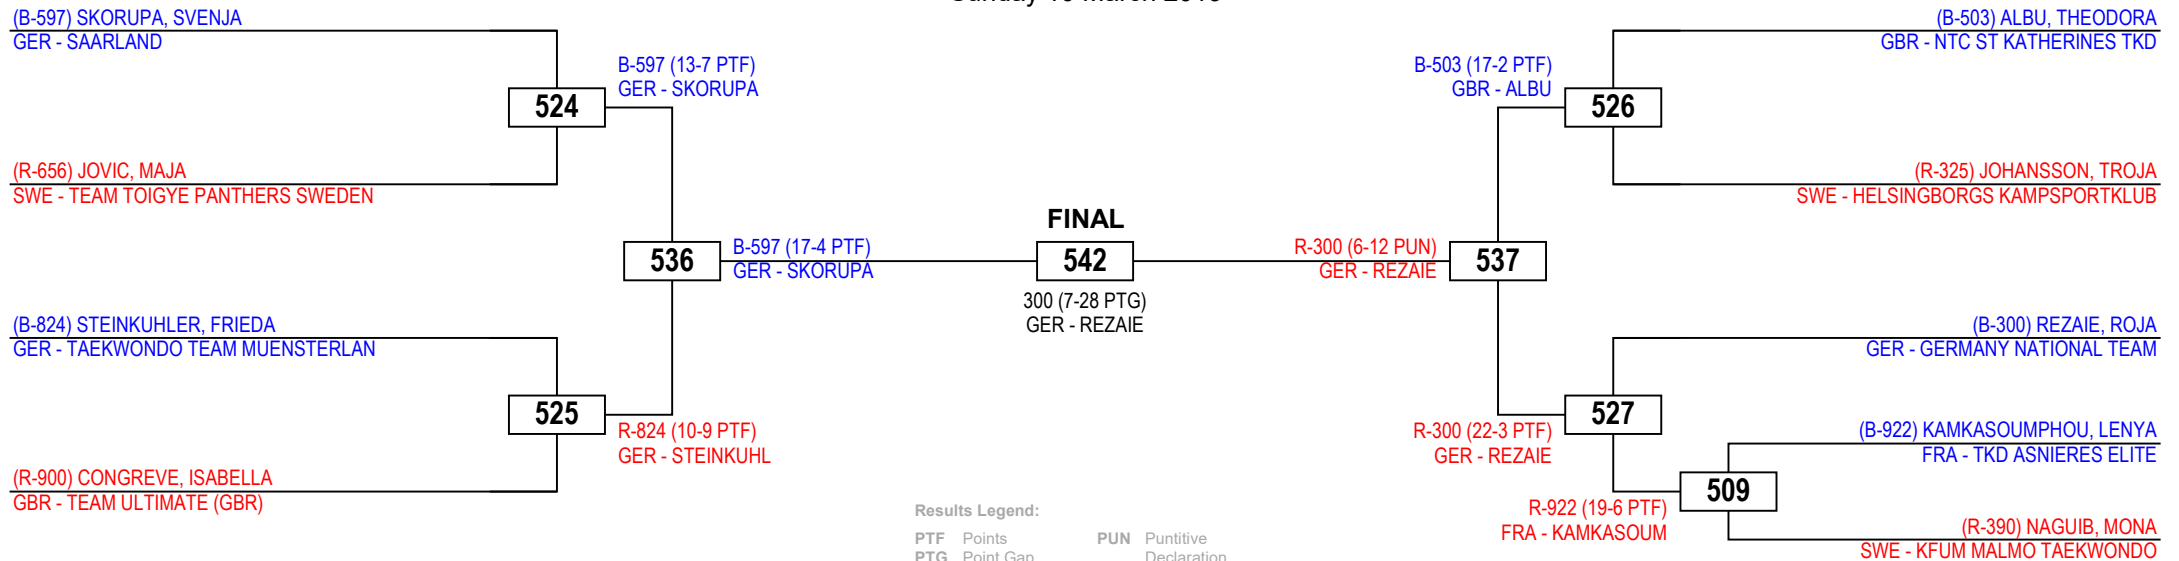 (B-597) SKORUPA, SVENJA
GER - SAARLAND
B-597 (13-7 PTF)
GER - SKORUPA
524
(R-656) JOVIC, MAJA
SWE - TEAM TOIGYE PANTHERS SWEDEN
536
B-597 (17-4 PTF)
GER - SKORUPA
(B-824) STEINKUHLER, FRIEDA
GER - TAEKWONDO TEAM MUENSTERLAN
525
R-824 (10-9 PTF)
GER - STEINKUHL
(R-900) CONGREVE, ISABELLA
GBR - TEAM ULTIMATE (GBR)
FINAL
542
300 (7-28 PTG)
GER - REZAIE
(B-503) ALBU, THEODORA
GBR - NTC ST KATHERINES TKD
B-503 (17-2 PTF)
GBR - ALBU
526
(R-325) JOHANSSON, TROJA
SWE - HELSINGBORGS KAMPSPORTKLUB
R-300 (6-12 PUN)
GER - REZAIE
537
(B-300) REZAIE, ROJA
GER - GERMANY NATIONAL TEAM
527
R-300 (22-3 PTF)
GER - REZAIE
(B-922) KAMKASOUMPHOU, LENYA
FRA - TKD ASNIERES ELITE
509
R-922 (19-6 PTF)
FRA - KAMKASOUM
(R-390) NAGUIB, MONA
SWE - KFUM MALMO TAEKWONDO
Results Legend:
PTF Points PUN Puntitive
PTG Point Gap Declaration